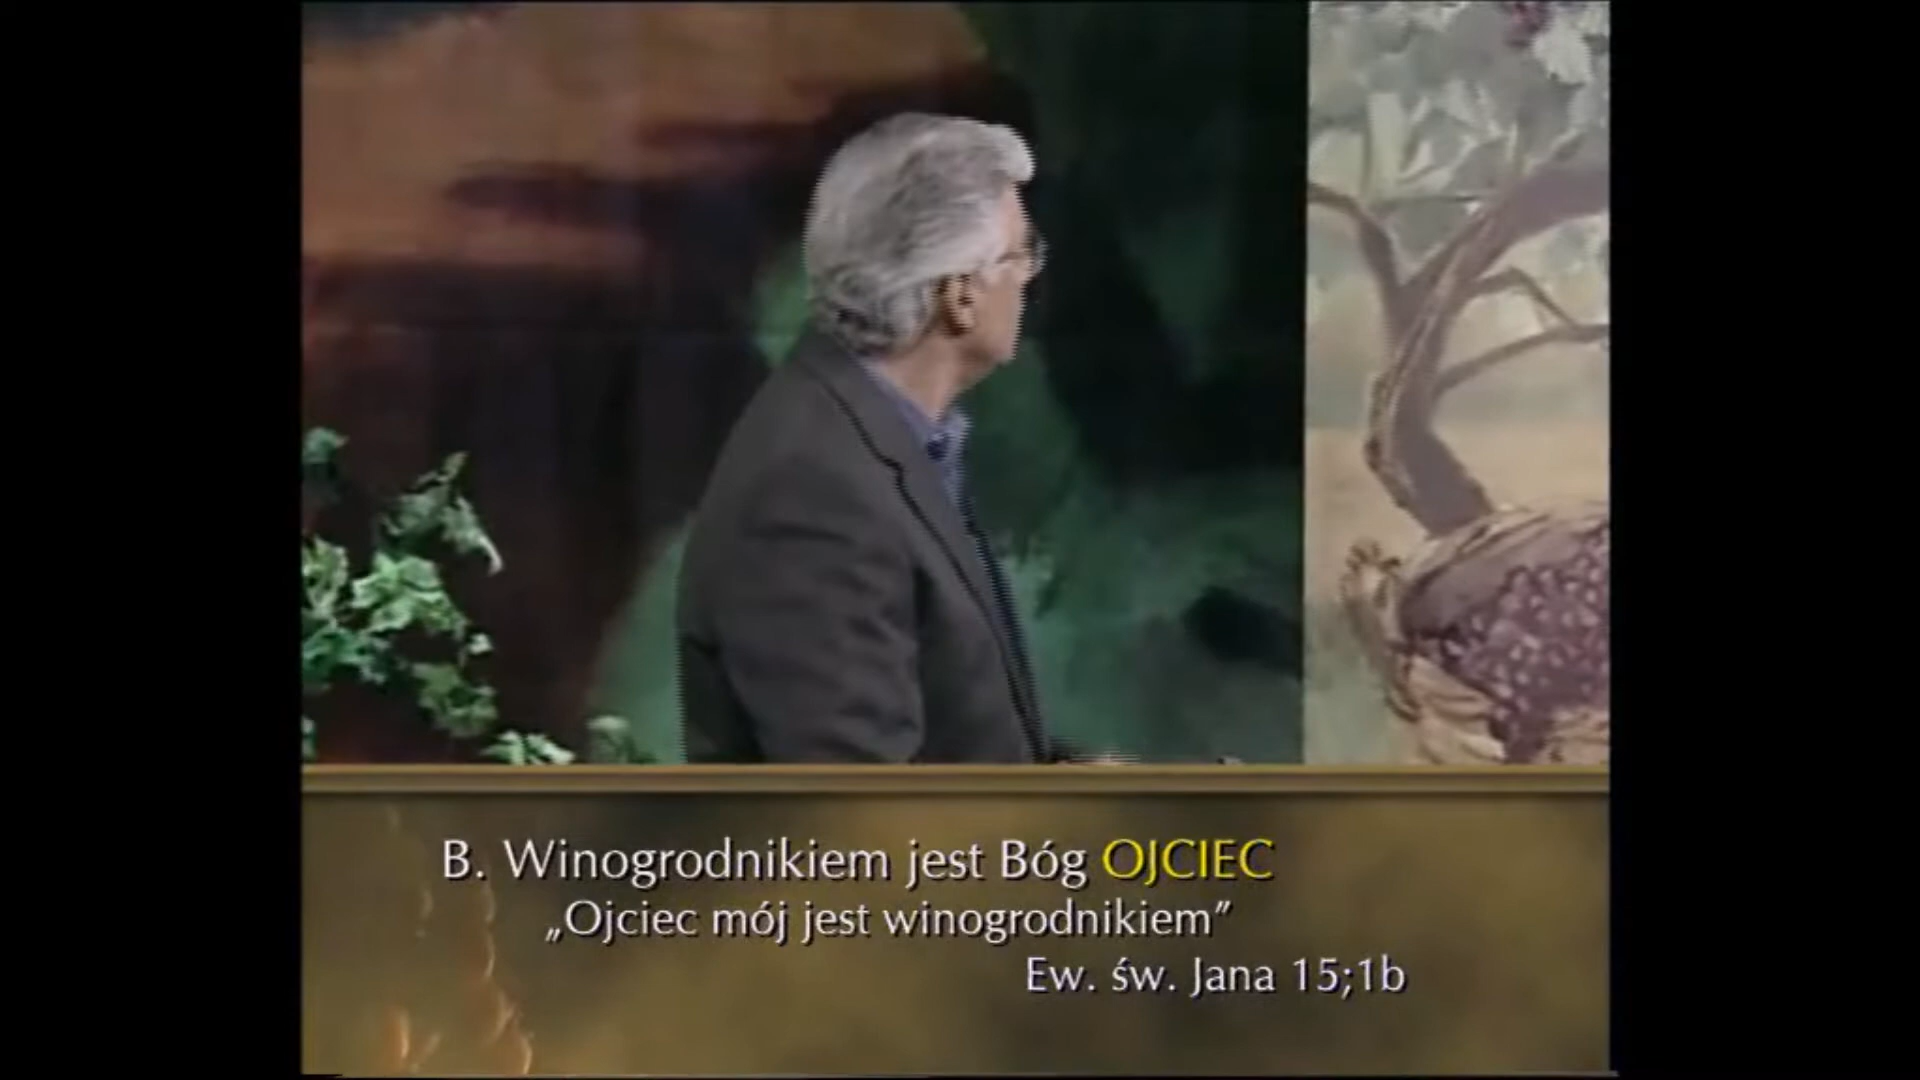 B. Winogrodnikiem jest Bóg OJCIEC
„Ojciec mój jest winogrodnikiem”
Ew. św. Jana 15;1b